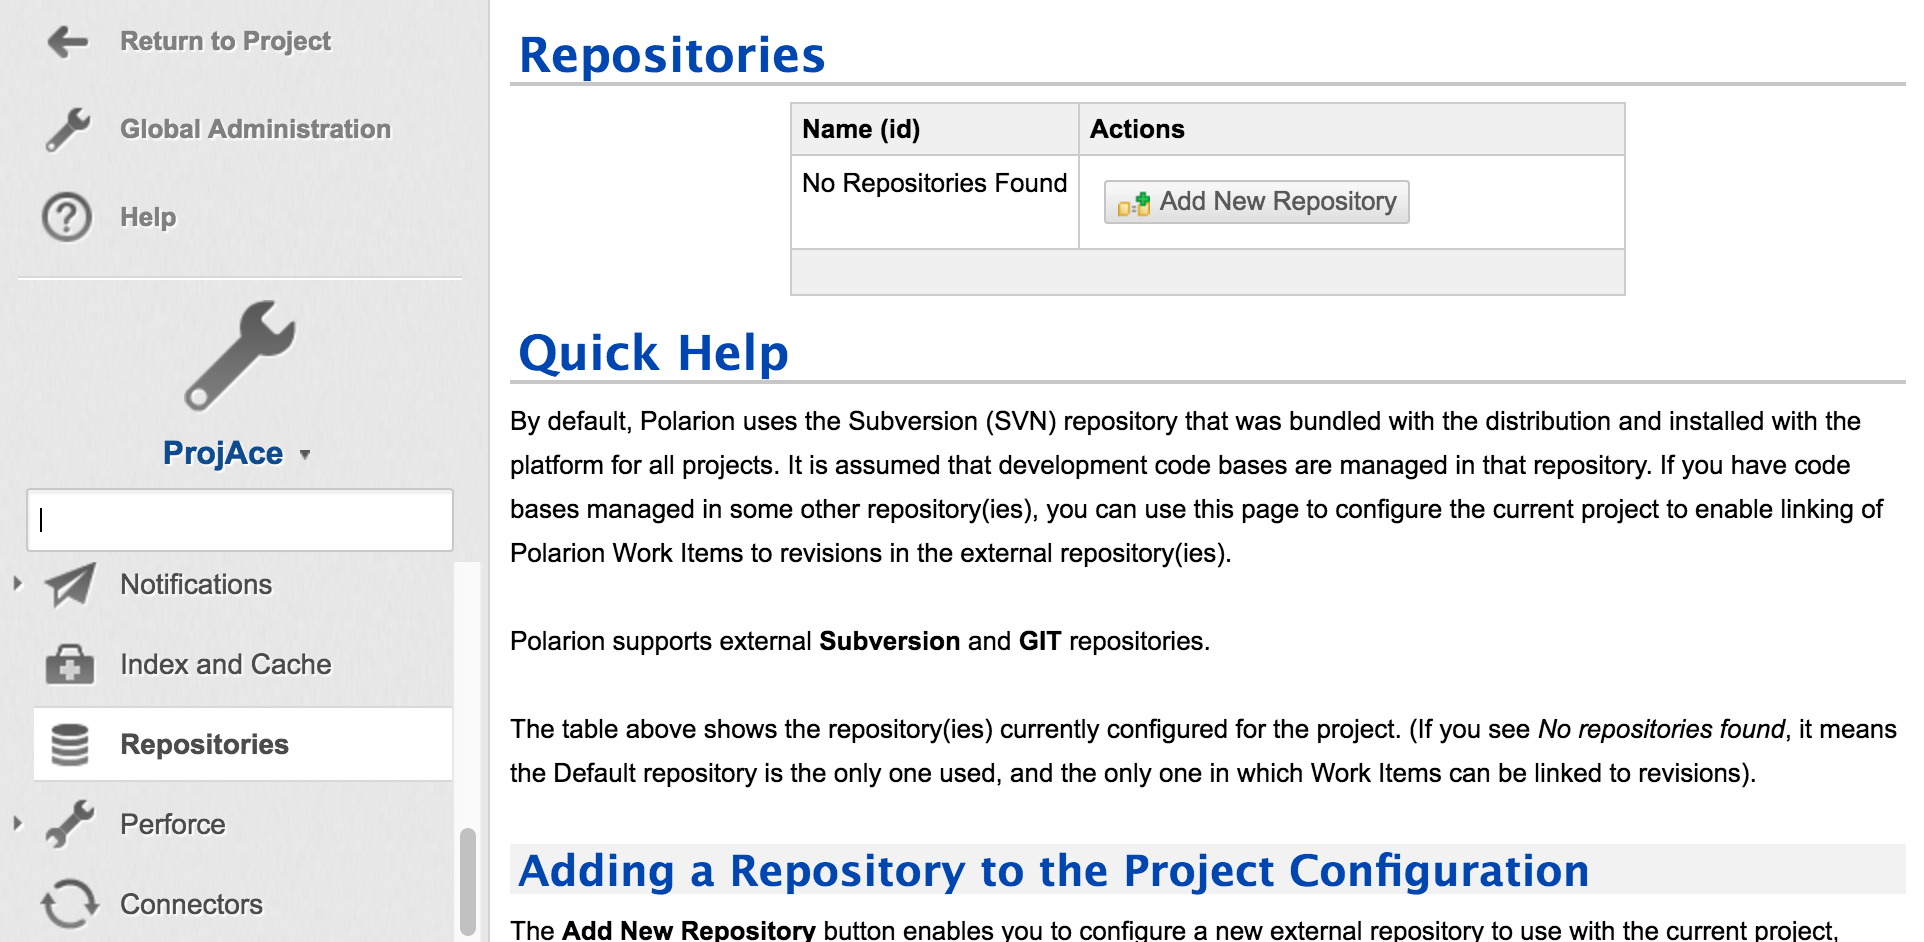 Return to Project
Global Administration
Help
ProjAce
Notifications
Index and Cache
Repositories
Perforce
Connectors
Repositories
Name (id) Actions
No Repositories Found Add New Repository
Quick Help
By default, Polarion uses the Subversion (SVN) repository that was bundled with the distribution and installed with the
platform for all projects. It is assumed that development code bases are managed in that repository. If you have code
bases managed in some other repository(ies), you can use this page to configure the current project to enable linking of
Polarion Work Items to revisions in the external repository(ies).
Polarion supports external Subversion and GIT repositories.
The table above shows the repository(ies) currently configured for the project. (If you see No repositories found, it means
the Default repository is the only one used, and the only one in which Work Items can be linked to revisions).
Adding a Repository to the Project Configuration
The Add New Repository button enables you to configure a new external repository to use with the current project,